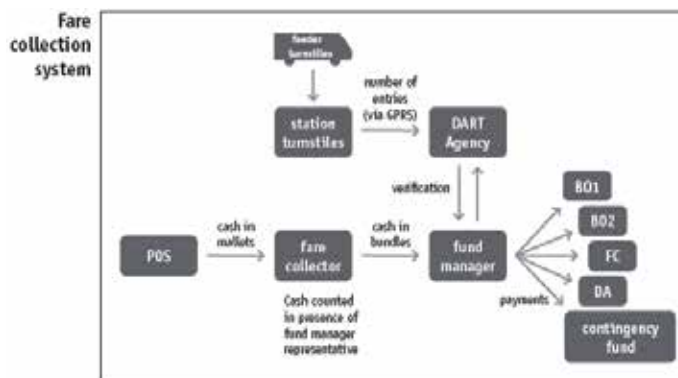 Fare
collection
system
feeder
turnstiles
station
turnstiles
number of
entries
(via GPRS)
DART
Agency
verification
POS
cash in
mallets
fare
collector
cash in
bundles
fund
manager
Cash counted
in presence of
fund manager
representative
payments
BO1
BO2
FC
DA
contingency
fund